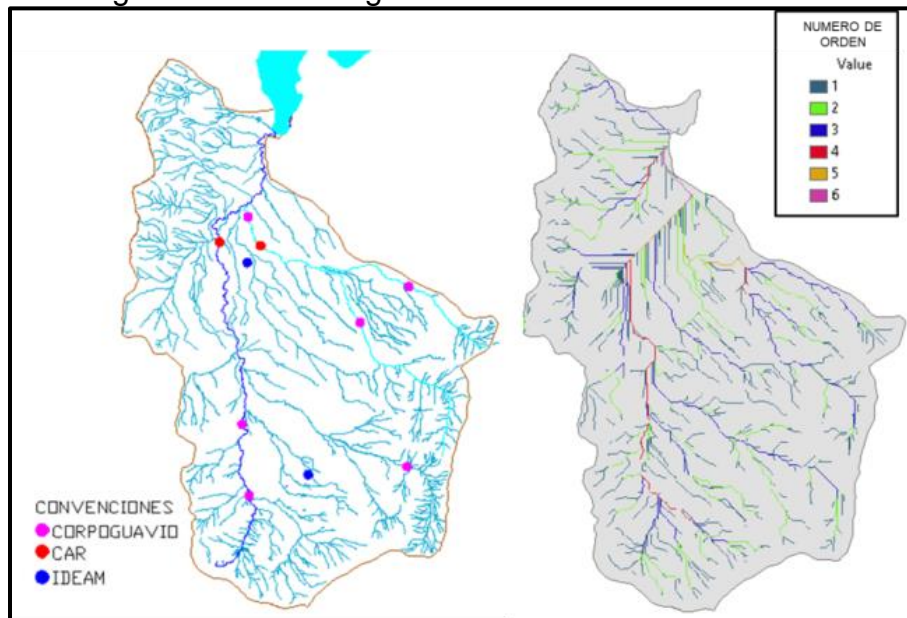 NUMERO DE
ORDEN
Value
1
2
3
4
5
6
CONVENCIONES
CORPOGUAVIO
CAR
IDEAM